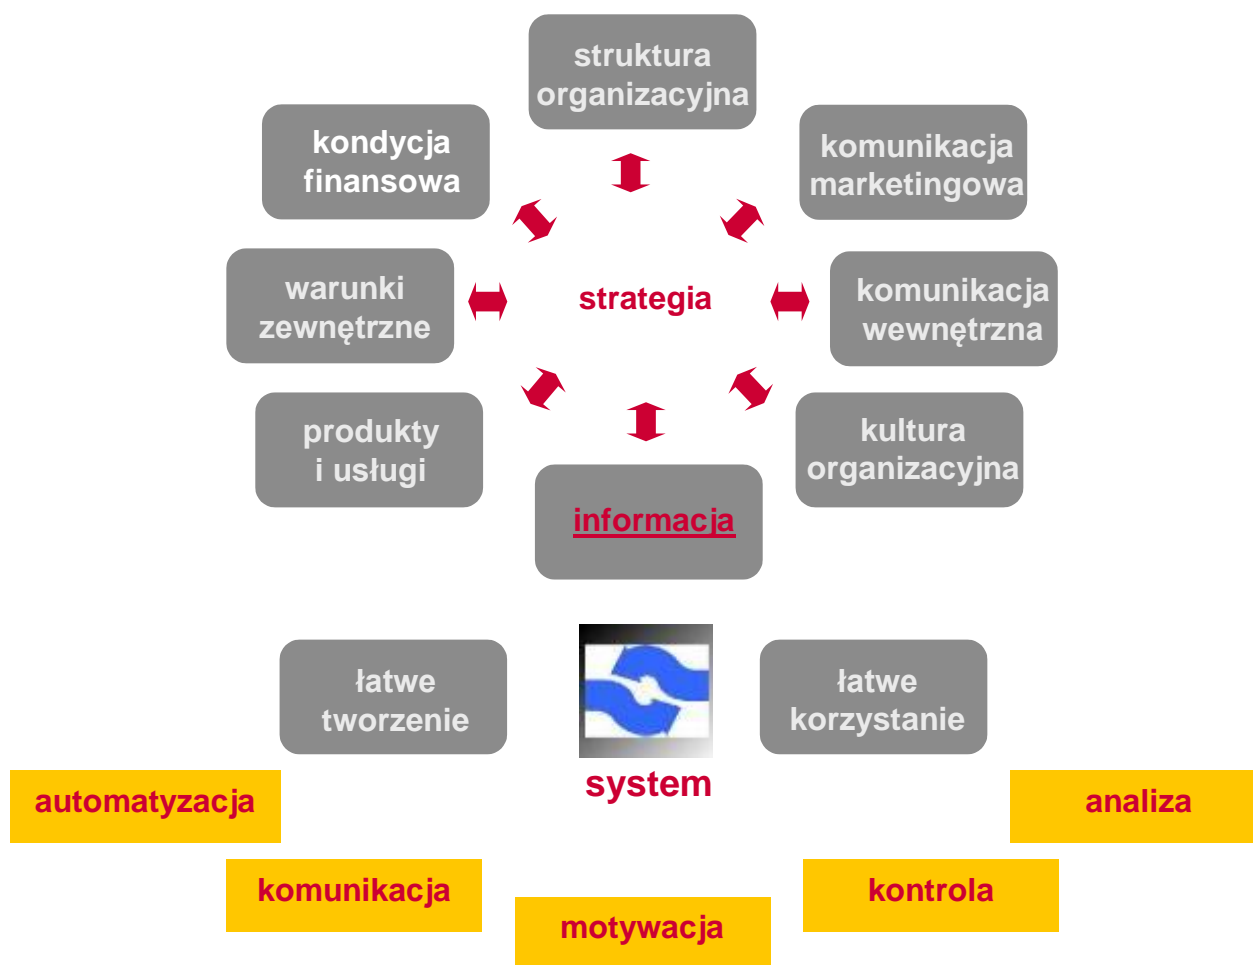 struktura
organizacyjna
kondycja
finansowa
komunikacja
marketingowa
warunki
zewnętrzne
strategia
komunikacja
wewnętrzna
produkty
i usługi
kultura
organizacyjna
informacja
łatwe
tworzenie
łatwe
korzystanie
system
automatyzacja
analiza
komunikacja
kontrola
motywacja